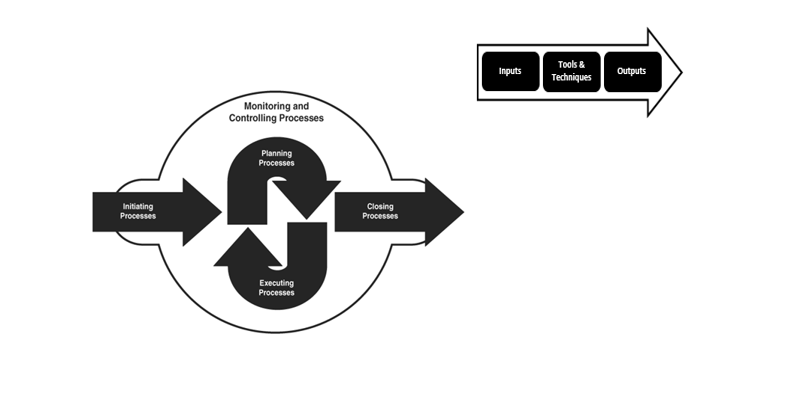 Inputs
Tools &
Techniques
Outputs
Monitoring and
Controlling Processes
Planning
Processes
Initiating
Processes
Closing
Processes
Executing
Processes